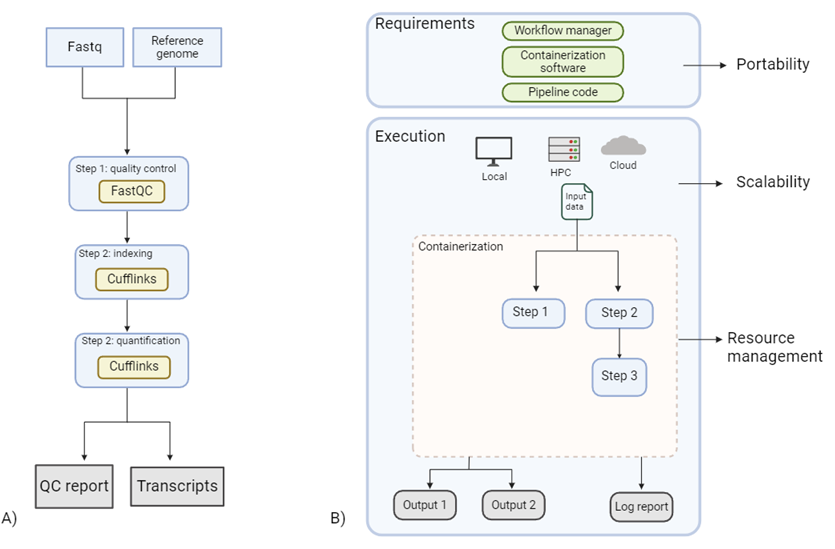 Fastq
Reference
genome
Step 1: quality control
FastQC
Step 2: indexing
Cufflinks
Step 2: quantification
Cufflinks
QC report
Transcripts
A)
Requirements
Workflow manager
Containerization
software
Pipeline code
Portability
Execution
Local
HPC
Cloud
Scalability
Input
data
Containerization
Step 1
Step 2
Step 3
Resource
management
Output 1
Output 2
Log report
B)